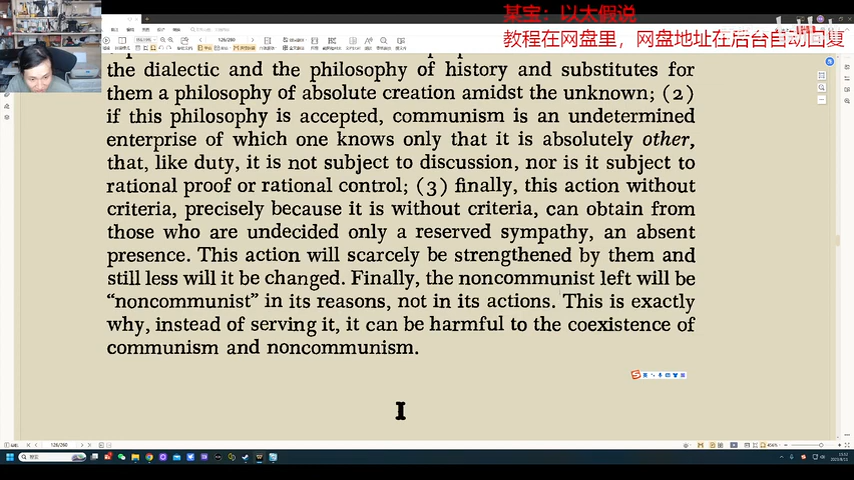 某宝：以太假说
教程在网盘里，网盘地址在后台自动回复
the dialectic and the philosophy of history and substitutes for
them a philosophy of absolute creation amidst the unknown; (2)
if this philosophy is accepted, communism is an undetermined
enterprise of which one knows only that it is absolutely other,
that, like duty, it is not subject to discussion, nor is it subject to
rational proof or rational control; (3) finally, this action without
criteria, precisely because it is without criteria, can obtain from
those who are undecided only a reserved sympathy, an absent
presence. This action will scarcely be strengthened by them and
still less will it be changed. Finally, the noncommunist left will be
“noncommunist” in its reasons, not in its actions. This is exactly
why, instead of serving it, it can be harmful to the coexistence of
communism and noncommunism.